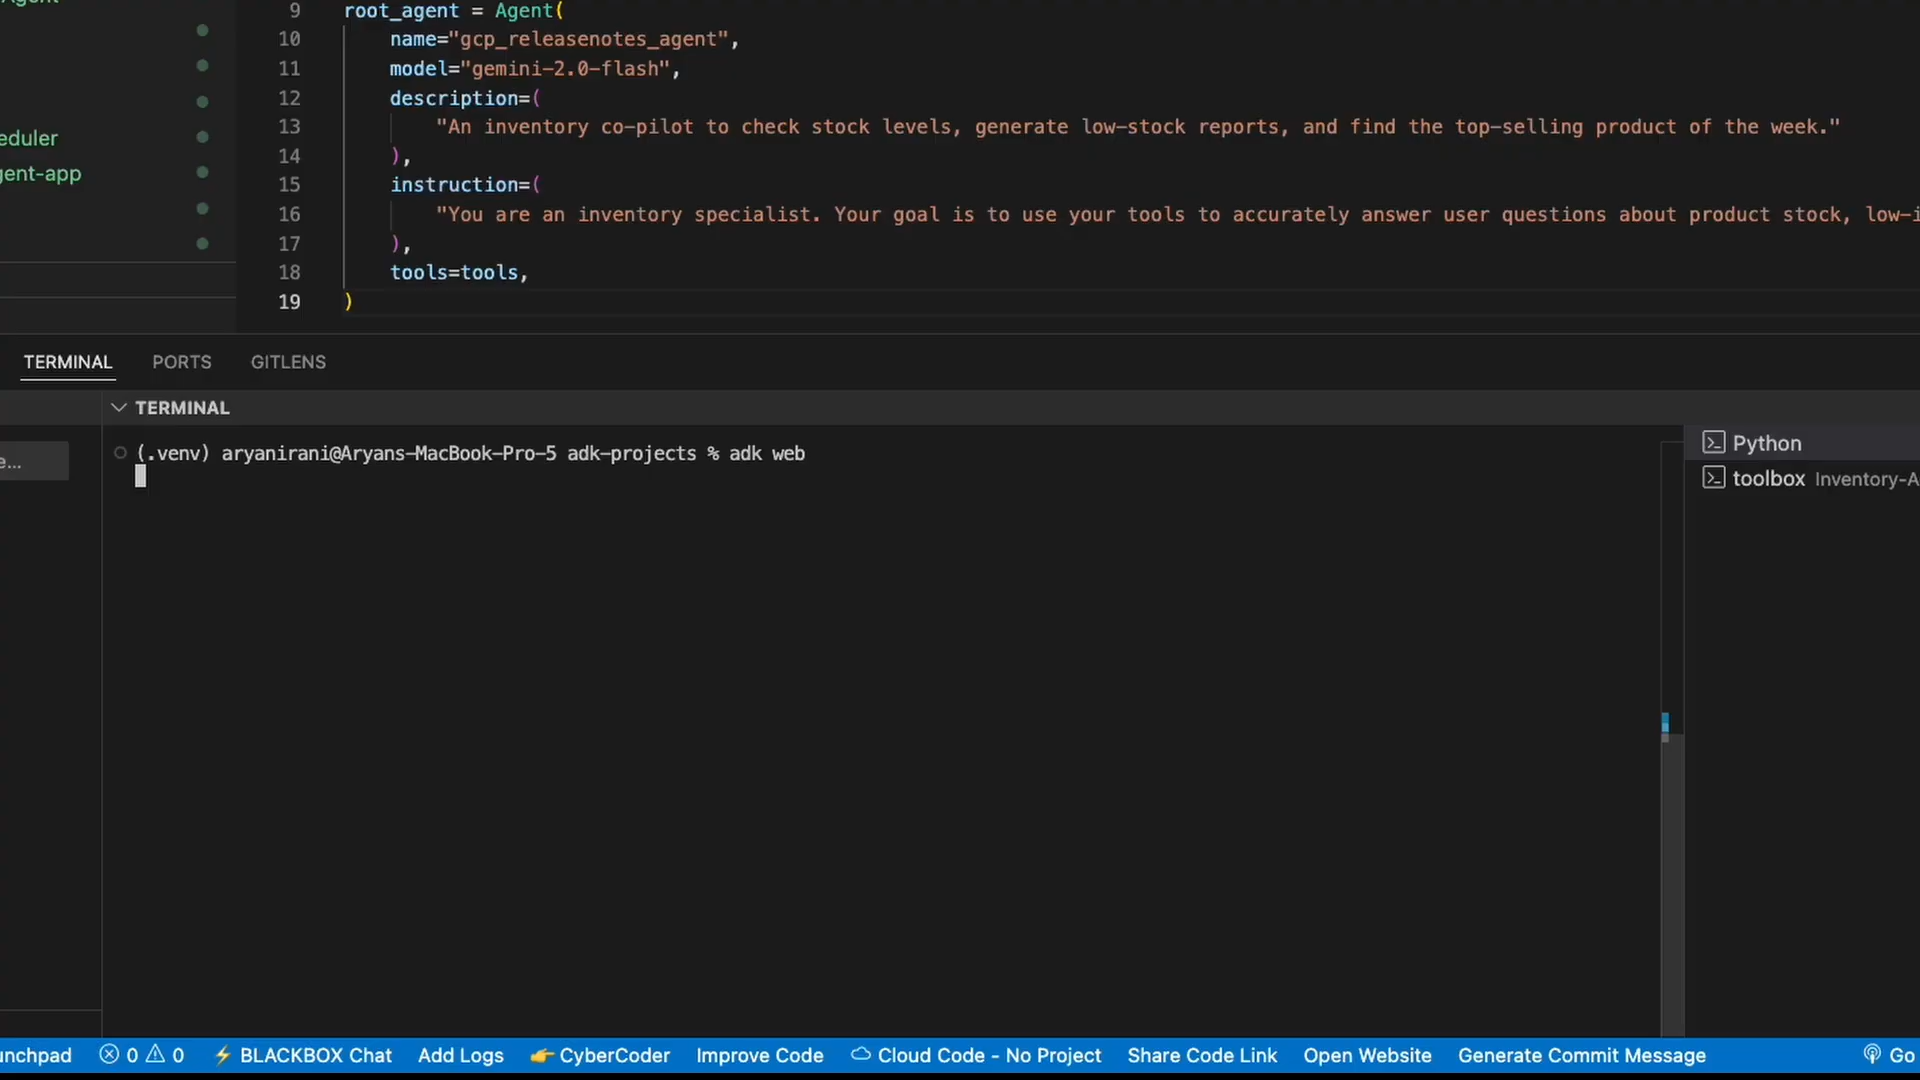 9 root_agent = Agent(
10 name="gcp_releasenotes_agent",
11 model="gemini-2.0-flash",
12 description=(
13 "An inventory co-pilot to check stock levels, generate low-stock reports, and find the top-selling product of the week."
14 ),
15 instruction=(
16 "You are an inventory specialist. Your goal is to use your tools to accurately answer user questions about product stock, low-i
17 ),
18 tools=tools,
19 )
eduler
gent-app
TERMINAL PORTS GITLENS
TERMINAL
e...
(.venv) aryanirani@Aryans-MacBook-Pro-5 adk-projects % adk web
Python
toolbox Inventory-A
unchpad 0 0 BLACKBOX Chat Add Logs CyberCoder Improve Code Cloud Code - No Project Share Code Link Open Website Generate Commit Message Go